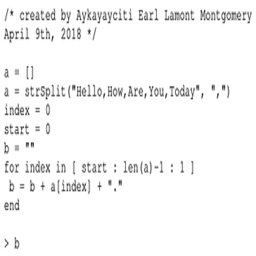 /* created by Aykayayciti Earl Lamont Montgomery
April 9th, 2018 */

a = []
a = strSplit("Hello,How,Are,You,Today", ",")
index = 0
start = 0
b = ""
for index in [ start : len(a)-1 : 1 ]
 b = b + a[index] + "."
end

> b